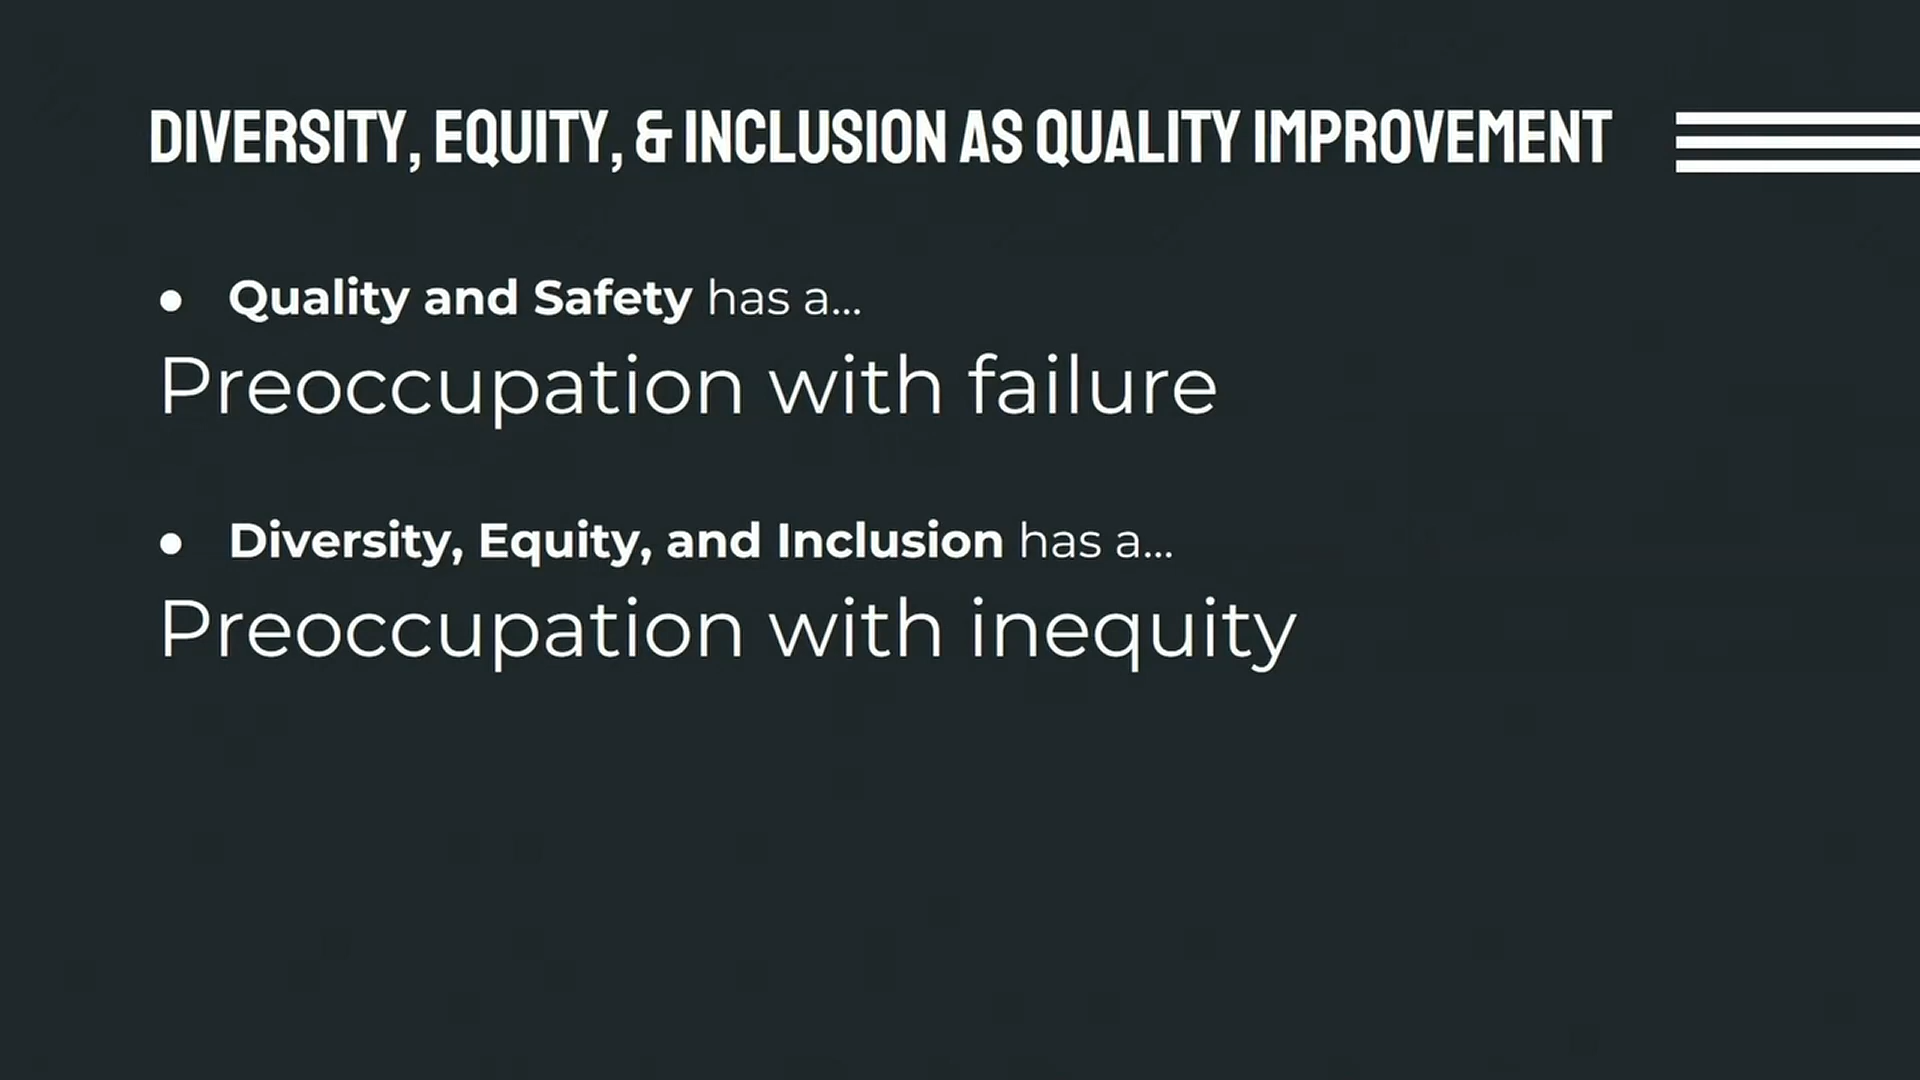 DIVERSITY, EQUITY, & INCLUSION AS QUALITY IMPROVEMENT
● Quality and Safety has a...
Preoccupation with failure
● Diversity, Equity, and Inclusion has a...
Preoccupation with inequity